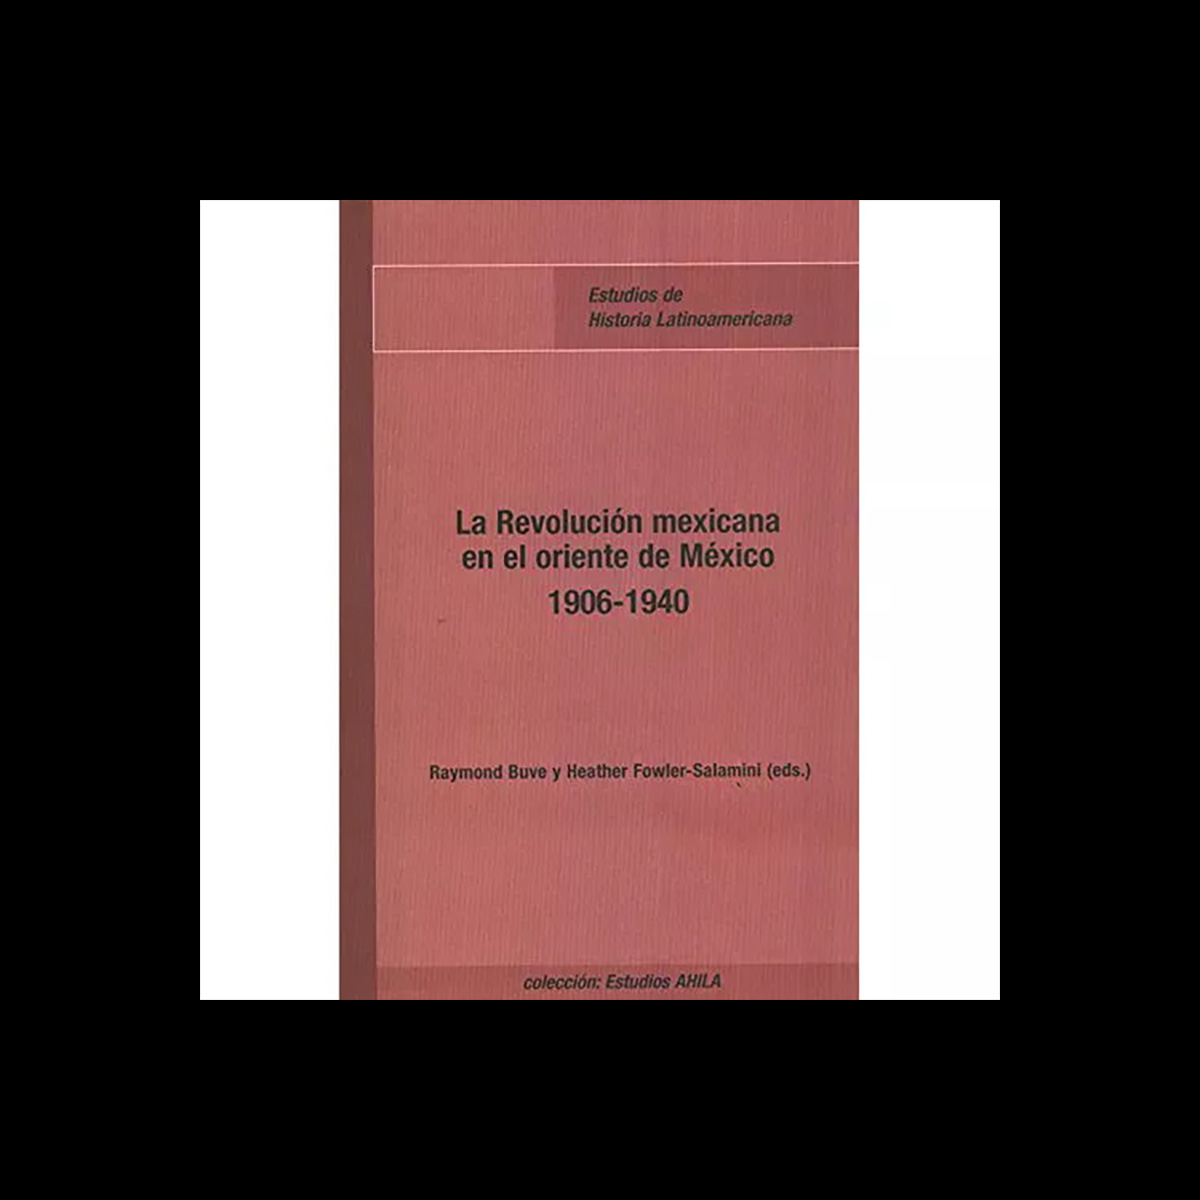 Estudios de
Historia Latinoamericana
La Revolución mexicana
en el oriente de México
1906-1940
Raymond Buve y Heather Fowler-Salamini (eds.)
colección: Estudios AHILA